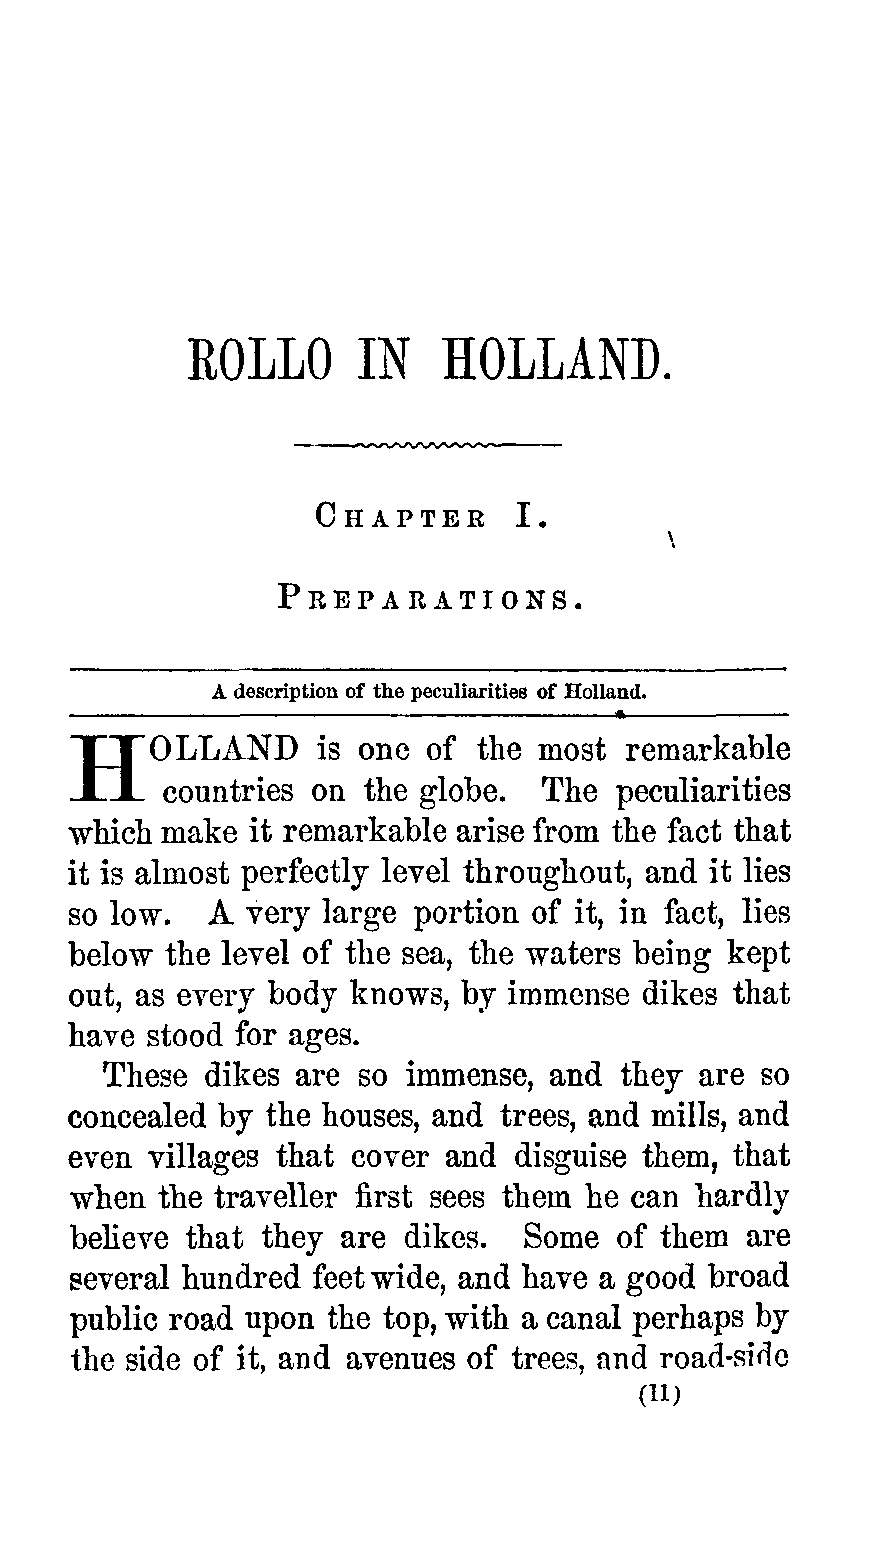 ROLLO IN HOLLAND.
CHAPTER I.
PREPARATIONS.
A description of the peculiarities of Holland.
HOLLAND is one of the most remarkable
countries on the globe. The peculiarities
which make it remarkable arise from the fact that
it is almost perfectly level throughout, and it lies
so low. A very large portion of it, in fact, lies
below the level of the sea, the waters being kept
out, as every body knows, by immense dikes that
have stood for ages.
These dikes are so immense, and they are so
concealed by the houses, and trees, and mills, and
even villages that cover and disguise them, that
when the traveller first sees them he can hardly
believe that they are dikes. Some of them are
several hundred feet wide, and have a good broad
public road upon the top, with a canal perhaps by
the side of it, and avenues of trees, and road-side
(11)